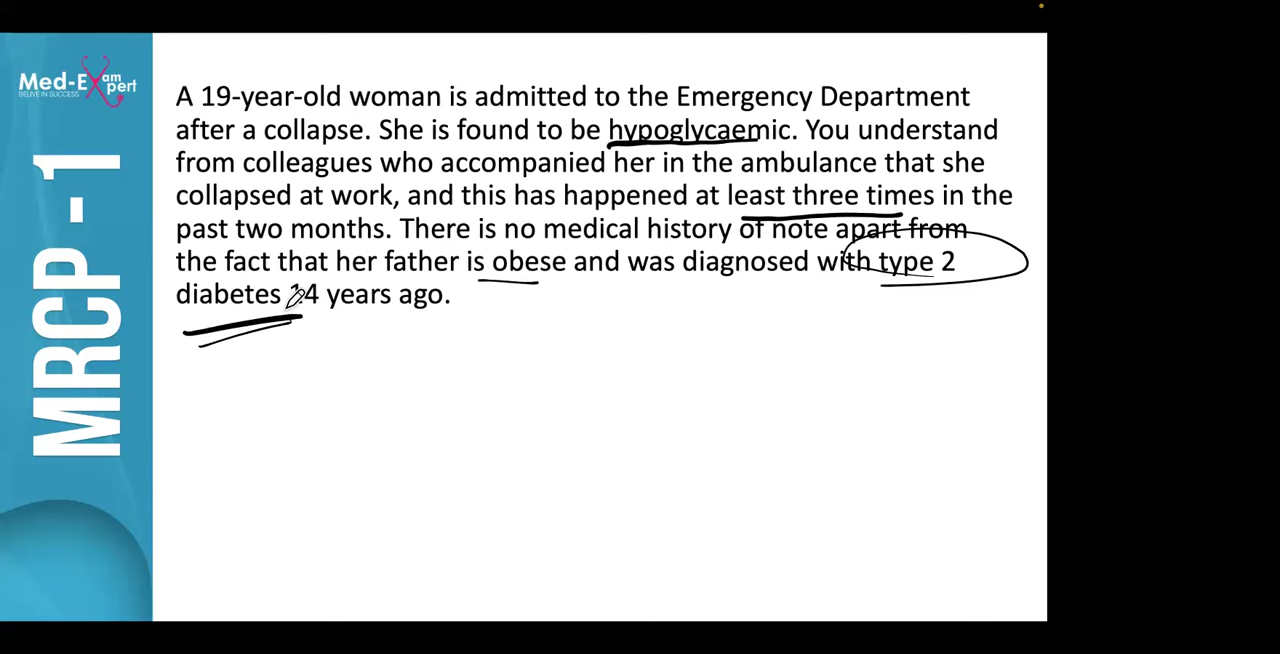 Med-Exam
pert
BELIVE IN SUCCESS
MRCP - 1
A 19-year-old woman is admitted to the Emergency Department
after a collapse. She is found to be hypoglycaemic. You understand
from colleagues who accompanied her in the ambulance that she
collapsed at work, and this has happened at least three times in the
past two months. There is no medical history of note apart from
the fact that her father is obese and was diagnosed with type 2
diabetes years ago.